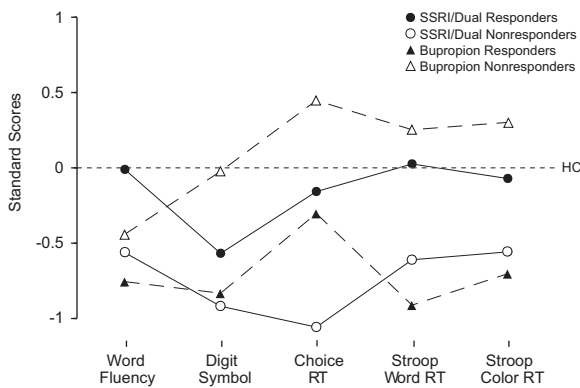 1
SSRI/Dual Responders
SSRI/Dual Nonresponders
Bupropion Responders
Bupropion Nonresponders
0.5
Standard Scores
0
HC
-0.5
-1
Word Fluency
Digit Symbol
Choice RT
Stroop Word RT
Stroop Color RT